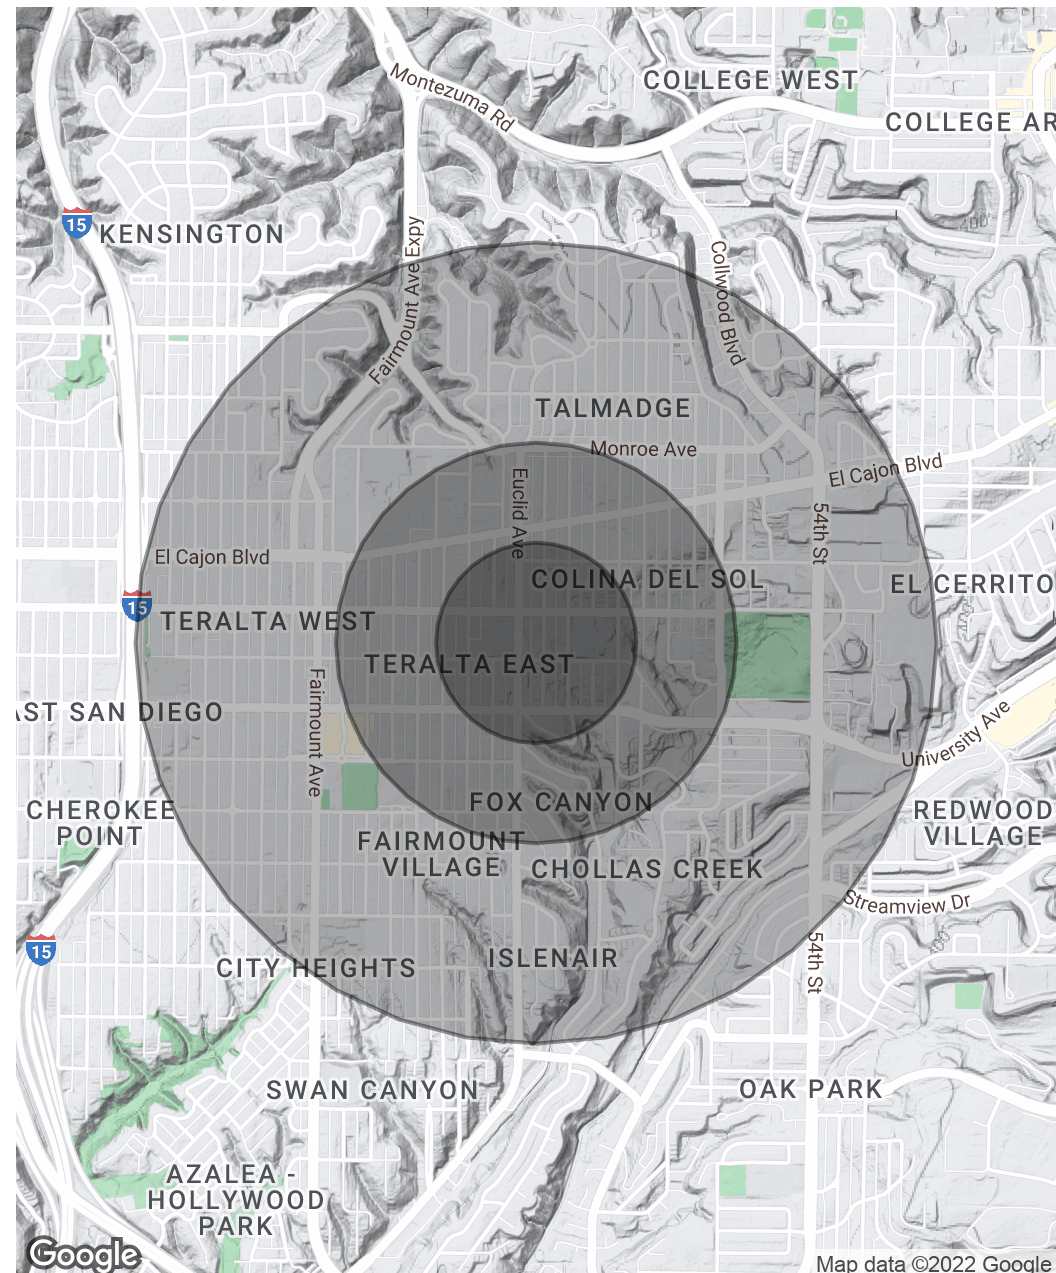 Montezuma Rd
COLLEGE WEST
COLLEGE AR
15
KENSINGTON
Fairmount Ave Expy
Collwood Blvd
TALMADGE
Monroe Ave
El Cajon Blvd
Euclid Ave
54th St
El Cajon Blvd
COLINA DEL SOL
EL CERRITO
15
TERALTA WEST
TERALTA EAST
Fairmount Ave
AST SAN DIEGO
University Ave
CHEROKEE
POINT
FOX CANYON
REDWOOD
VILLAGE
FAIRMOUNT
VILLAGE
CHOLLAS CREEK
Streamview Dr
15
CITY HEIGHTS
ISLENAIR
54th St
SWAN CANYON
OAK PARK
AZALEA -
HOLLYWOOD
PARK
Google
Map data ©2022 Google